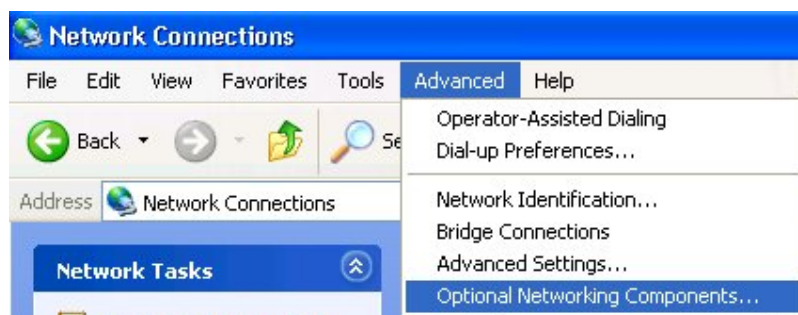 Network Connections
File Edit View Favorites Tools Advanced Help
Back Se
Operator-Assisted Dialing
Dial-up Preferences...
Address Network Connections
Network Identification...
Bridge Connections
Network Tasks
Advanced Settings...
Optional Networking Components...